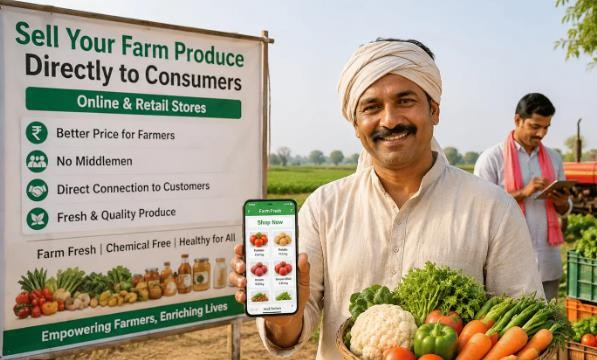 Sell Your Farm Produce
Directly to Consumers
Online & Retail Stores
Better Price for Farmers
No Middlemen
Direct Connection to Customers
Fresh & Quality Produce
Farm Fresh | Chemical Free | Healthy for All
Empowering Farmers, Enriching Lives
Farm Fresh
Shop Now